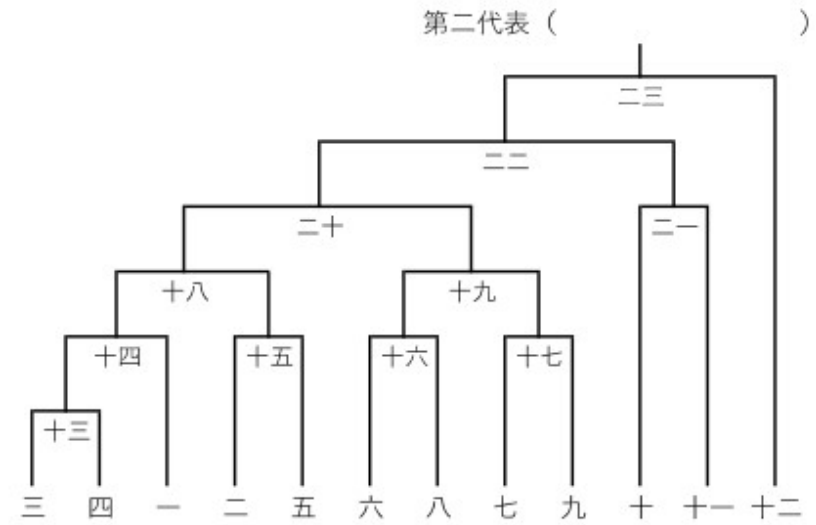 第二代表（　　　　　　　　　）
二三
二二
二十 二一
十八 十九
十四 十五 十六 十七
十三
三 四 一 二 五 六 八 七 九 十 十一 十二